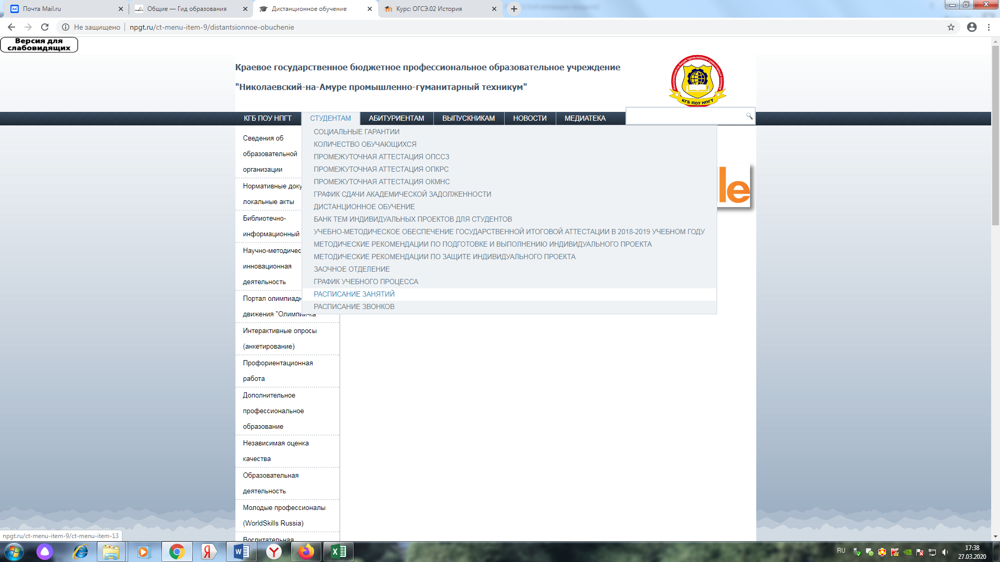 Почта Mail.ru
Общие — Гид образования
Дистанционное обучение
Курс: ОГСЭ.02 История
Не защищено
npgt.ru/ct-menu-item-9/distantsionnoe-obuchenie
Версия для
слабовидящих
Краевое государственное бюджетное профессиональное образовательное учреждение
"Николаевский-на-Амуре промышленно-гуманитарный техникум"
КГБ ПОУ НПГТ
КГБ ПОУ НПГТ
СТУДЕНТАМ
АБИТУРИЕНТАМ
ВЫПУСКНИКАМ
НОВОСТИ
МЕДИАТЕКА
СОЦИАЛЬНЫЕ ГАРАНТИИ
КОЛИЧЕСТВО ОБУЧАЮЩИХСЯ
ПРОМЕЖУТОЧНАЯ АТТЕСТАЦИЯ ОПССЗ
ПРОМЕЖУТОЧНАЯ АТТЕСТАЦИЯ ОПКРС
ПРОМЕЖУТОЧНАЯ АТТЕСТАЦИЯ ОКМНС
ГРАФИК СДАЧИ АКАДЕМИЧЕСКОЙ ЗАДОЛЖЕННОСТИ
ДИСТАНЦИОННОЕ ОБУЧЕНИЕ
БАНК ТЕМ ИНДИВИДУАЛЬНЫХ ПРОЕКТОВ ДЛЯ СТУДЕНТОВ
УЧЕБНО-МЕТОДИЧЕСКОЕ ОБЕСПЕЧЕНИЕ ГОСУДАРСТВЕННОЙ ИТОГОВОЙ АТТЕСТАЦИИ В 2018-2019 УЧЕБНОМ ГОДУ
МЕТОДИЧЕСКИЕ РЕКОМЕНДАЦИИ ПО ПОДГОТОВКЕ И ВЫПОЛНЕНИЮ ИНДИВИДУАЛЬНОГО ПРОЕКТА
МЕТОДИЧЕСКИЕ РЕКОМЕНДАЦИИ ПО ЗАЩИТЕ ИНДИВИДУАЛЬНОГО ПРОЕКТА
ЗАОЧНОЕ ОТДЕЛЕНИЕ
ГРАФИК УЧЕБНОГО ПРОЦЕССА
РАСПИСАНИЕ ЗАНЯТИЙ
РАСПИСАНИЕ ЗВОНКОВ
le
Сведения об
образовательной
организации
Нормативные доку
локальные акты
Библиотечно-
информационный
Научно-методичес
инновационная
деятельность
Портал олимпиадн
движения "Олимпий-ка
Интерактивные опросы
(анкетирование)
Профориентационная
работа
Дополнительное
профессиональное
образование
Независимая оценка
качества
Образовательная
деятельность
Молодые профессионалы
(WorldSkills Russia)
Воспитательная
npgt.ru/ct-menu-item-9/ct-menu-item-13
RU
17:38
27.03.2020